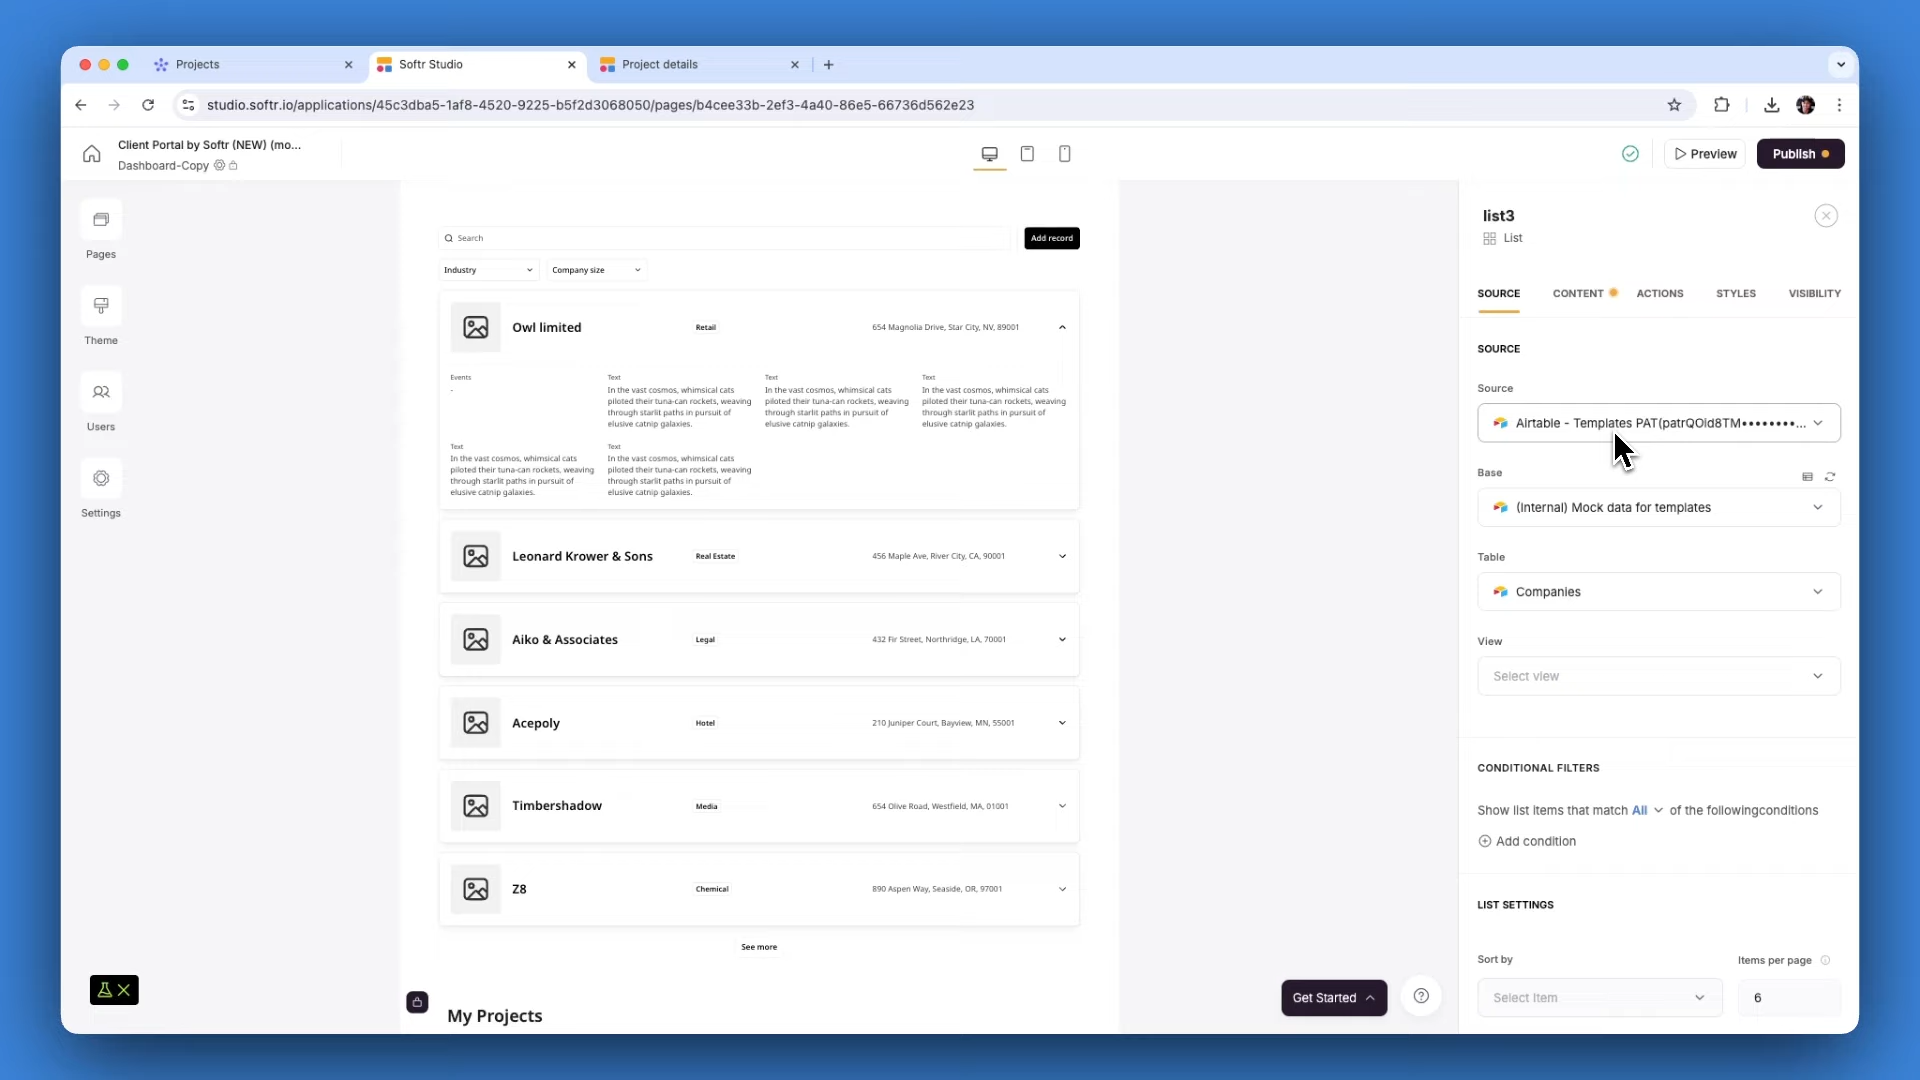 Projects
Softr Studio
Project details
studio.softr.io/applications/45c3dba5-1af8-4520-9225-b5f2d3068050/pages/b4cee33b-2ef3-4a40-86e5-66736d562e23
Client Portal by Softr (NEW) (mo...
Dashboard-Copy
Preview
Publish
Pages
Theme
Users
Settings
Search
Add record
Industry
Company size
Owl limited
Retail
654 Magnolia Drive, Star City, NV, 89001
Events
-
Text
In the vast cosmos, whimsical cats
piloted their tuna-can rockets, weaving
through starlit paths in pursuit of
elusive catnip galaxies.
Text
In the vast cosmos, whimsical cats
piloted their tuna-can rockets, weaving
through starlit paths in pursuit of
elusive catnip galaxies.
Text
In the vast cosmos, whimsical cats
piloted their tuna-can rockets, weaving
through starlit paths in pursuit of
elusive catnip galaxies.
Text
In the vast cosmos, whimsical cats
piloted their tuna-can rockets, weaving
through starlit paths in pursuit of
elusive catnip galaxies.
Text
In the vast cosmos, whimsical cats
piloted their tuna-can rockets, weaving
through starlit paths in pursuit of
elusive catnip galaxies.
Leonard Krower & Sons
Real Estate
456 Maple Ave, River City, CA, 90001
Aiko & Associates
Legal
432 Fir Street, Northridge, LA, 70001
Acepoly
Hotel
210 Juniper Court, Bayview, MN, 55001
Timbershadow
Media
654 Olive Road, Westfield, MA, 01001
Z8
Chemical
890 Aspen Way, Seaside, OR, 97001
See more
My Projects
Get Started
list3
List
SOURCE
CONTENT
ACTIONS
STYLES
VISIBILITY
SOURCE
Source
Airtable - Templates PAT(patrQOld8TM••••••••...
Base
(Internal) Mock data for templates
Table
Companies
View
Select view
CONDITIONAL FILTERS
Show list items that match All of the followingconditions
Add condition
LIST SETTINGS
Sort by
Items per page
Select Item
6